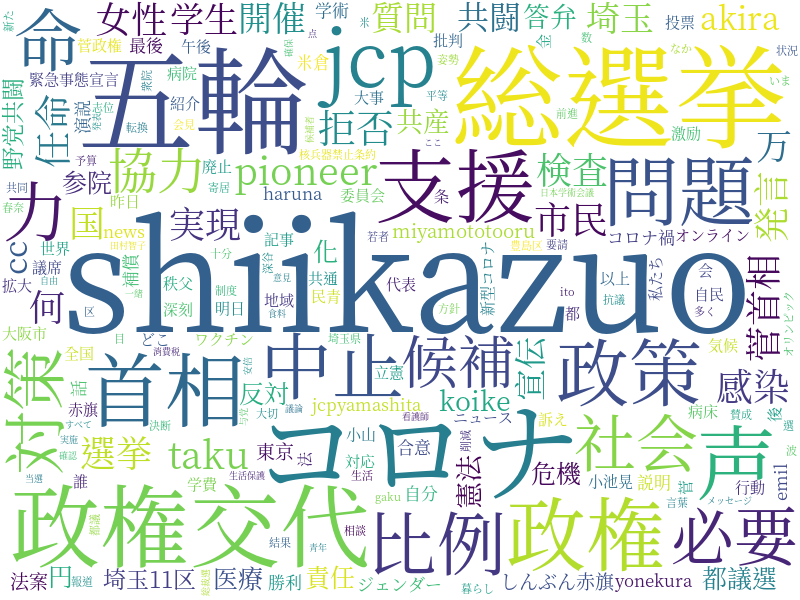 女性 学生 開催 学術 質問 共闘 答弁 埼玉 投票 akira
命 菅政権 最後 午後 病院 米倉 jcp 批判 金 数 状況
緊急事態宣言 五輪 総選挙
野党共闘 任命 演説 紹介 大事 拒否 共産 平等 前進 激励 万
転換 核兵器禁止条約 ここ いま
予算 協力 廃止 pioneer 支援 検査 問題 発言
共同 力 参院 寄居 haruna 委員会 条 日本学術会議
春奈 昨日 国 news 実現 miyamototooru 市民 コロナ禍 オンライン
cc 世界 田村智子 十分 若者 豊島区 要請
議席 補償 shiikazuo 記事 化 新型コロナ 私たち 会
拡大 何 秩父 自由 共通 代表 以上 自民 菅首相
深刻 制度 意見 民青 ito 抗議 多く オリンピック
大阪市 どこ 明日 地域 食料 方針 都
対策 全国 目 ワクチン 埼玉県 中止 候補 宣伝 政策 気候
話 首相 消費税 安倍 反対 立憲 感染
赤旗 すべて 決断 与党 大切 jcpyamashita koike ニュース 訴え 病床 賛成 後
選挙 taku 議論 コロナ 看護師 削減 社会 声 選
実施 確認 東京 法 小山 対応 合意 憲法 危機 小池晃 説明 波
当選 誰 学費 生活保護 生活 自分 行動 emil
政権交代 gaku 比例 政権 言葉 必要
相談 メッセージ
結果 青年
法案 円 報道 埼玉11区 医療 勝利 責任 ジェンダー 暮らし しんぶん赤旗 yonekura 都議選